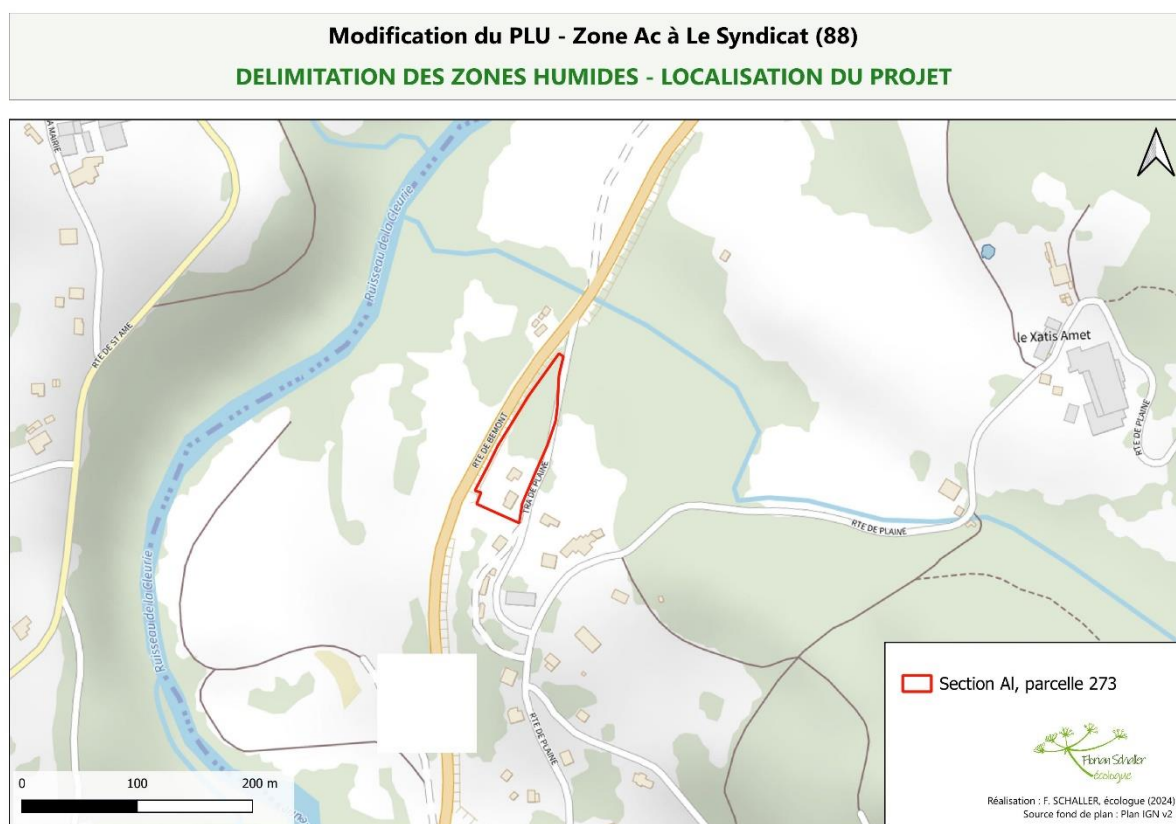 Modification du PLU - Zone Ac à Le Syndicat (88)
DELIMITATION DES ZONES HUMIDES - LOCALISATION DU PROJET
A MAIRIE
RTE DE ST AME
Ruisseau de la Cleurie
Ruisseau de la Cleurie
RTE DE BEMONT
TRA DE PLAINE
le Xatis Amet
RTE DE PLAINE
RTE DE PLAINE
RTE DE PLAINE
Section AI, parcelle 273
Florian Schaller
écologue
Réalisation : F. SCHALLER, écologue (2024)
Source fond de plan : Plan IGN v2
0 100 200 m